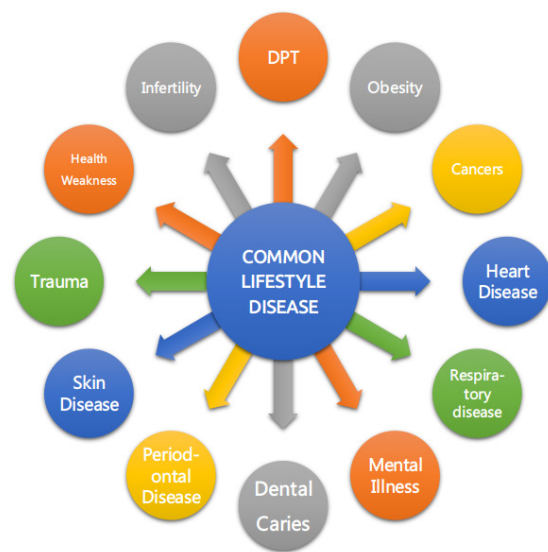 DPT
Obesity
Cancers
Heart
Disease
Respira-
tory
disease
Mental
Illness
Dental
Caries
Period-
ontal
Disease
Skin
Disease
Trauma
Health
Weakness
Infertility
COMMON
LIFESTYLE
DISEASE